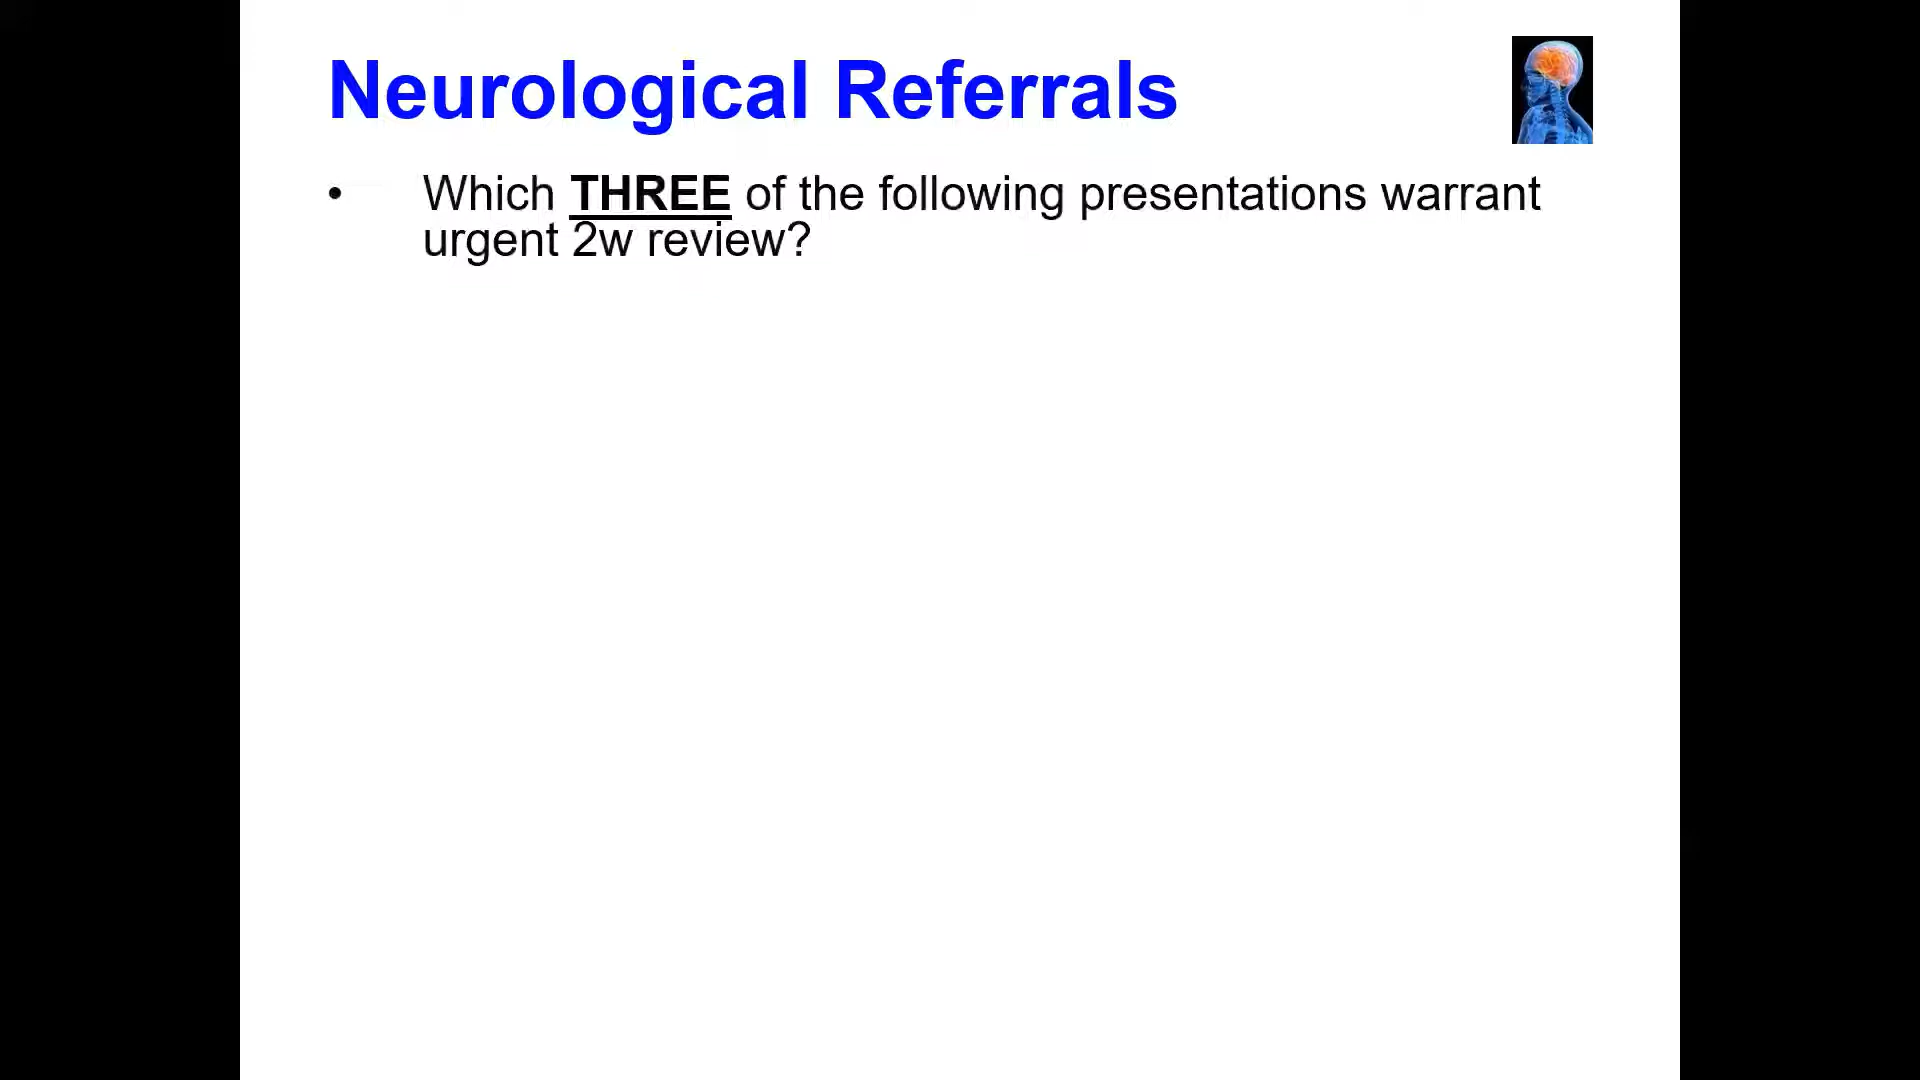 Neurological Referrals
• Which THREE of the following presentations warrant
urgent 2w review?